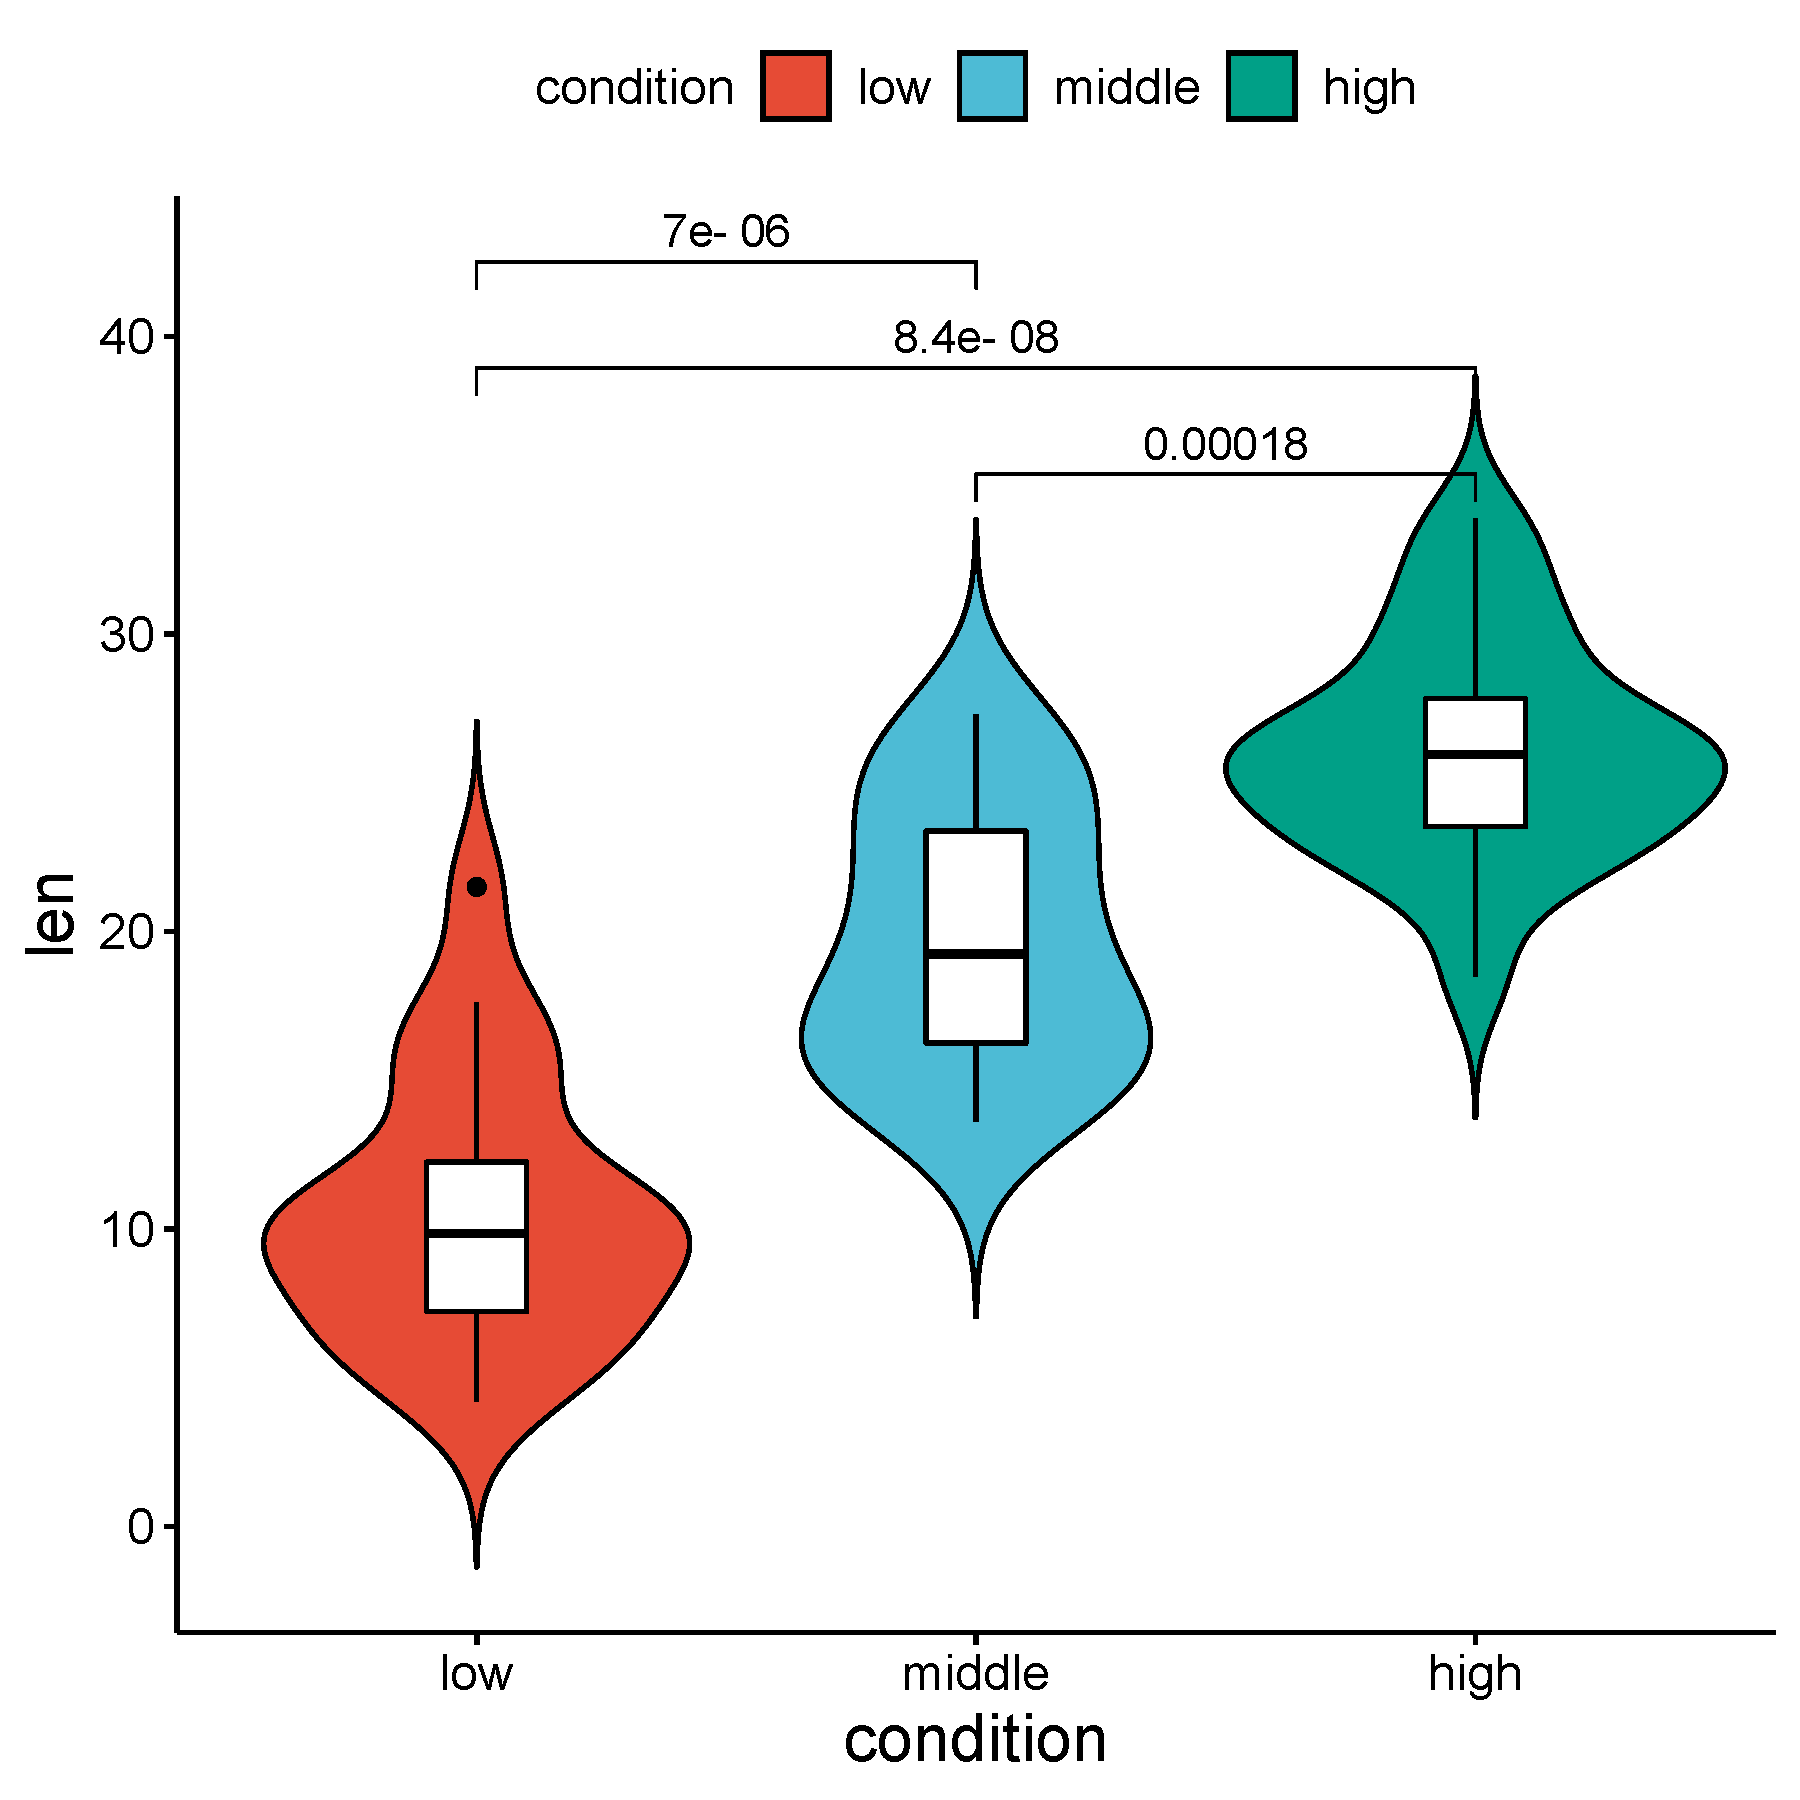 condition low middle high
7e- 06
8.4e- 08
0.00018
40
30
20
10
0
len
low middle high
condition